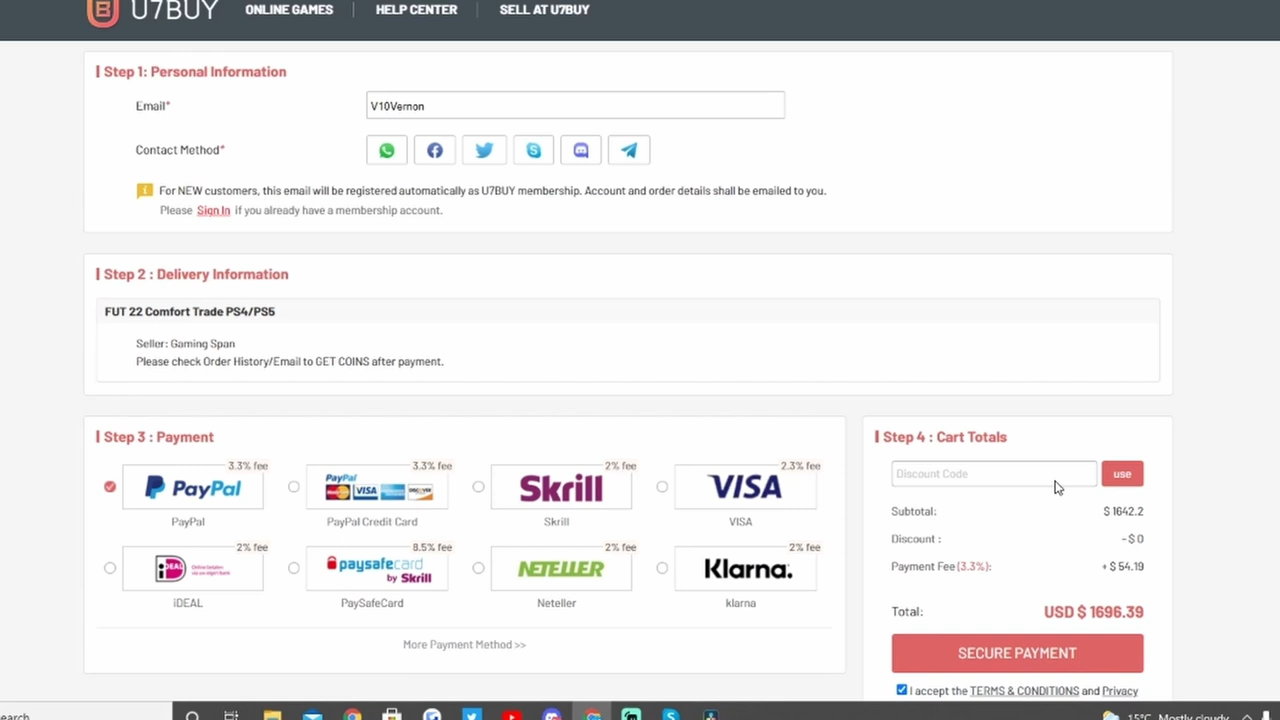 U7BUY
ONLINE GAMES | HELP CENTER | SELL AT U7BUY
Step 1: Personal Information
Email*
V10Vernon
Contact Method*
For NEW customers, this email will be registered automatically as U7BUY membership. Account and order details shall be emailed to you.
Please Sign In if you already have a membership account.
Step 2 : Delivery Information
FUT 22 Comfort Trade PS4/PS5
Seller: Gaming Span
Please check Order History/Email to GET COINS after payment.
Step 3 : Payment
3.3% fee
PayPal
PayPal
3.3% fee
PayPal
VISA
PayPal Credit Card
2% fee
Skrill
Skrill
2.3% fee
VISA
VISA
2% fee
iDEAL
iDEAL
8.5% fee
paysafecard
by Skrill
PaySafeCard
2% fee
NETELLER
Neteller
2% fee
Klarna.
klarna
More Payment Method >>
Step 4 : Cart Totals
Discount Code
use
Subtotal: $ 1642.2
Discount : -$ 0
Payment Fee (3.3%): + $ 54.19
Total: USD $ 1696.39
SECURE PAYMENT
I accept the TERMS & CONDITIONS and Privacy
earch
15°C Mostly cloudy